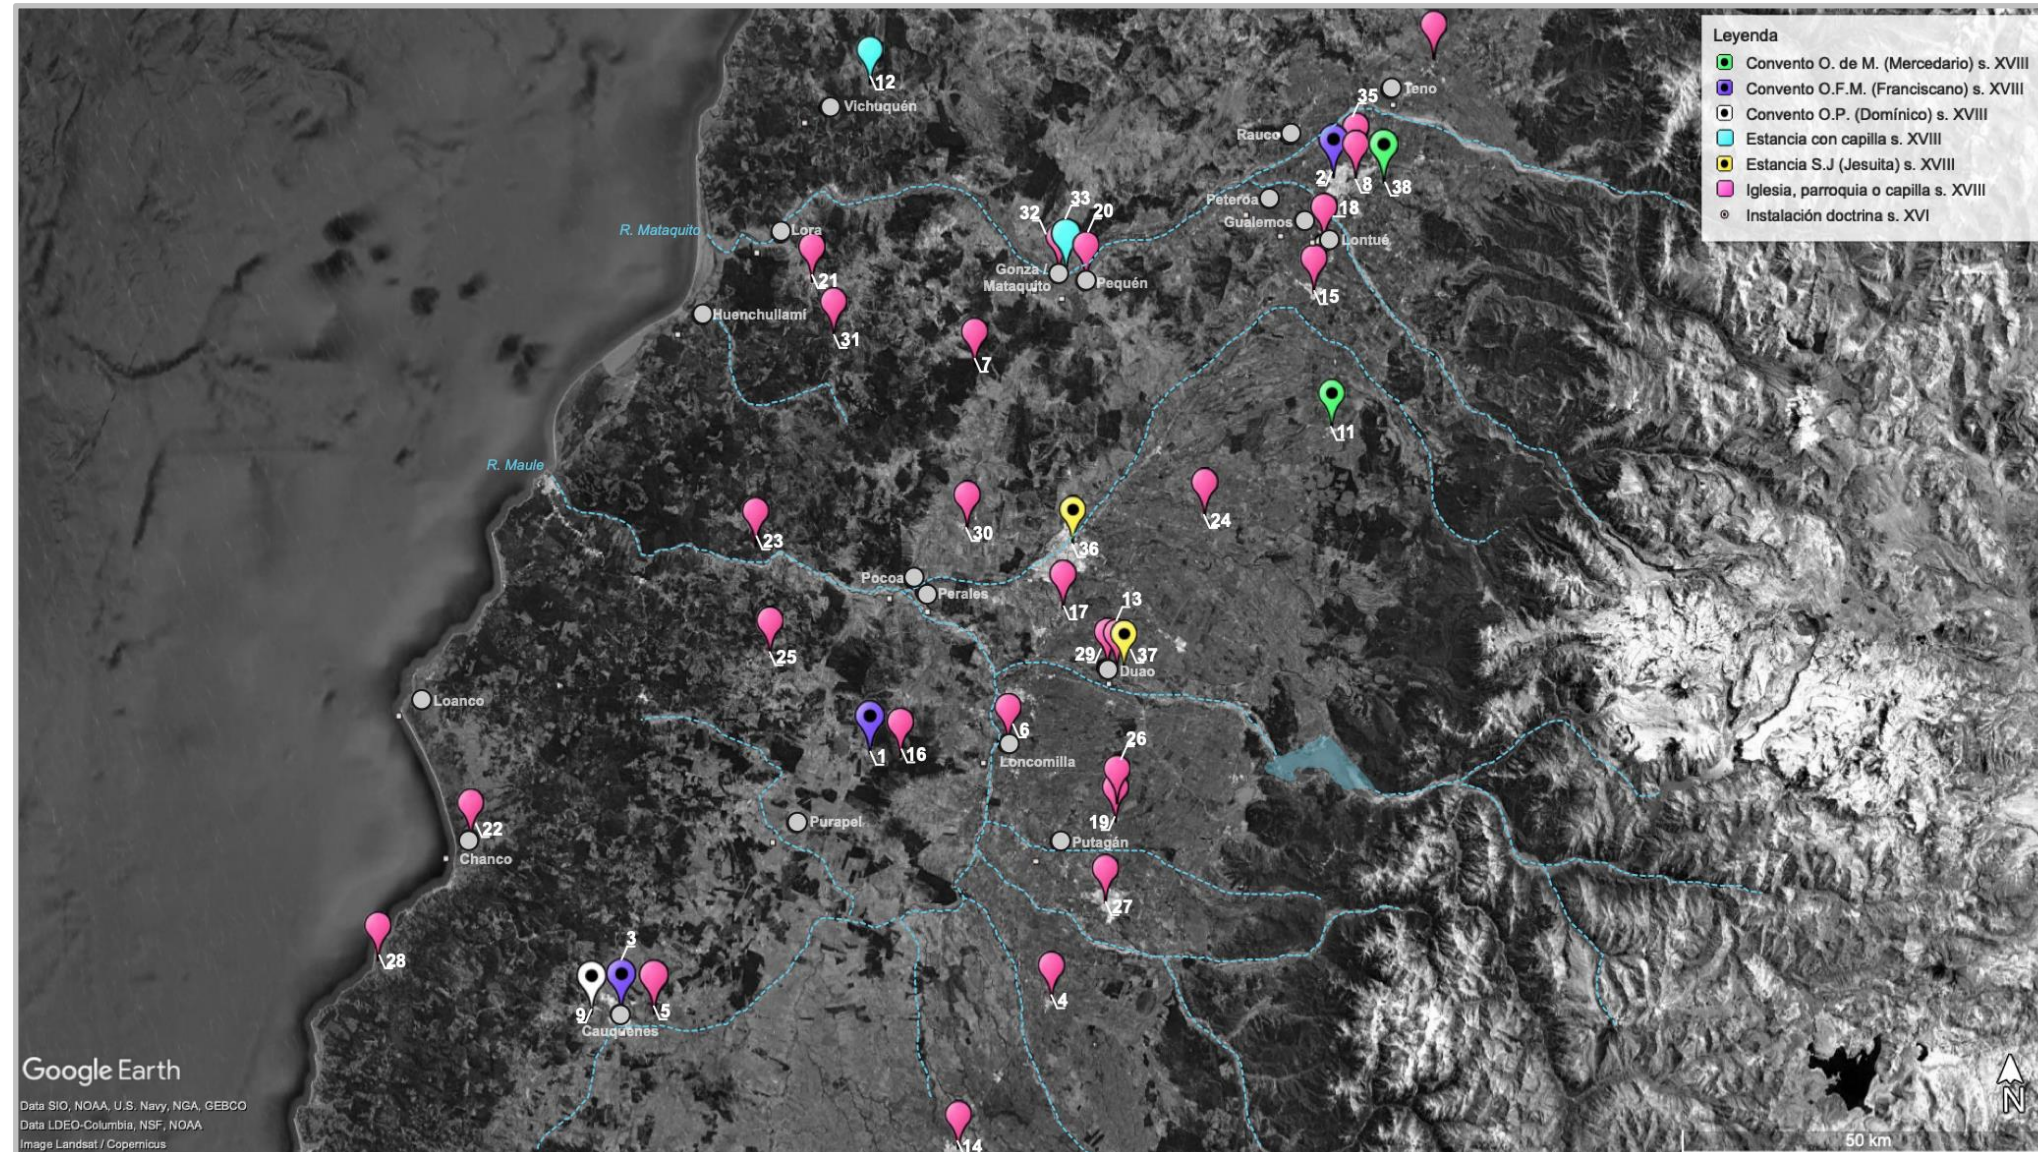 Leyenda
Convento O. de M. (Mercedario) s. XVIII
Convento O.F.M. (Franciscano) s. XVIII
Convento O.P. (Domínico) s. XVIII
Estancia con capilla s. XVIII
Estancia S.J (Jesuita) s. XVIII
Iglesia, parroquia o capilla s. XVIII
Instalación doctrina s. XVI
12
Vichuquén
Teno
35
Rauco
2
8
38
Peteroa
18
Gualemos
Lontué
15
R. Mataquito
Lora
21
32
33
20
Gonza /
Mataquito
Pequén
Huenchullamí
31
7
11
R. Maule
23
30
36
24
Pocoa
Perales
17
13
25
29
37
Duao
Loanco
1
16
6
Loncomilla
26
19
22
Chanco
Purapel
Putagán
27
28
3
9
5
Cauquenes
4
14
Google Earth
Data SIO, NOAA, U.S. Navy, NGA, GEBCO
Data LDEO-Columbia, NSF, NOAA
Image Landsat / Copernicus
N
50 km